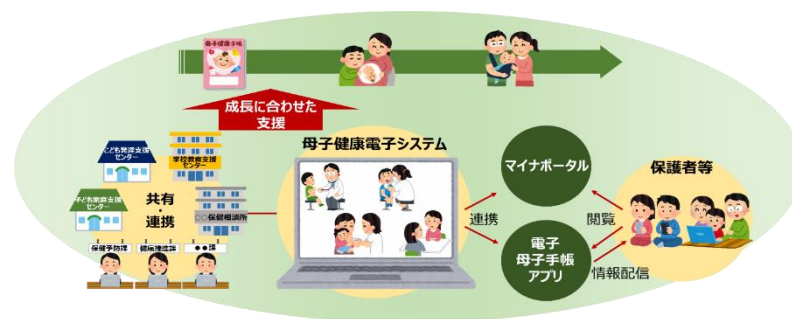 母子健康手帳
成長に合わせた
支援
母子健康電子システム
こども発達支援
センター
学校教育支援
センター
子ども家庭支援
センター
共有
・
連携
○○保健相談所
保健予防課
健康推進課
●●課
連携
マイナポータル
電子
母子手帳
アプリ
保護者等
閲覧
情報配信